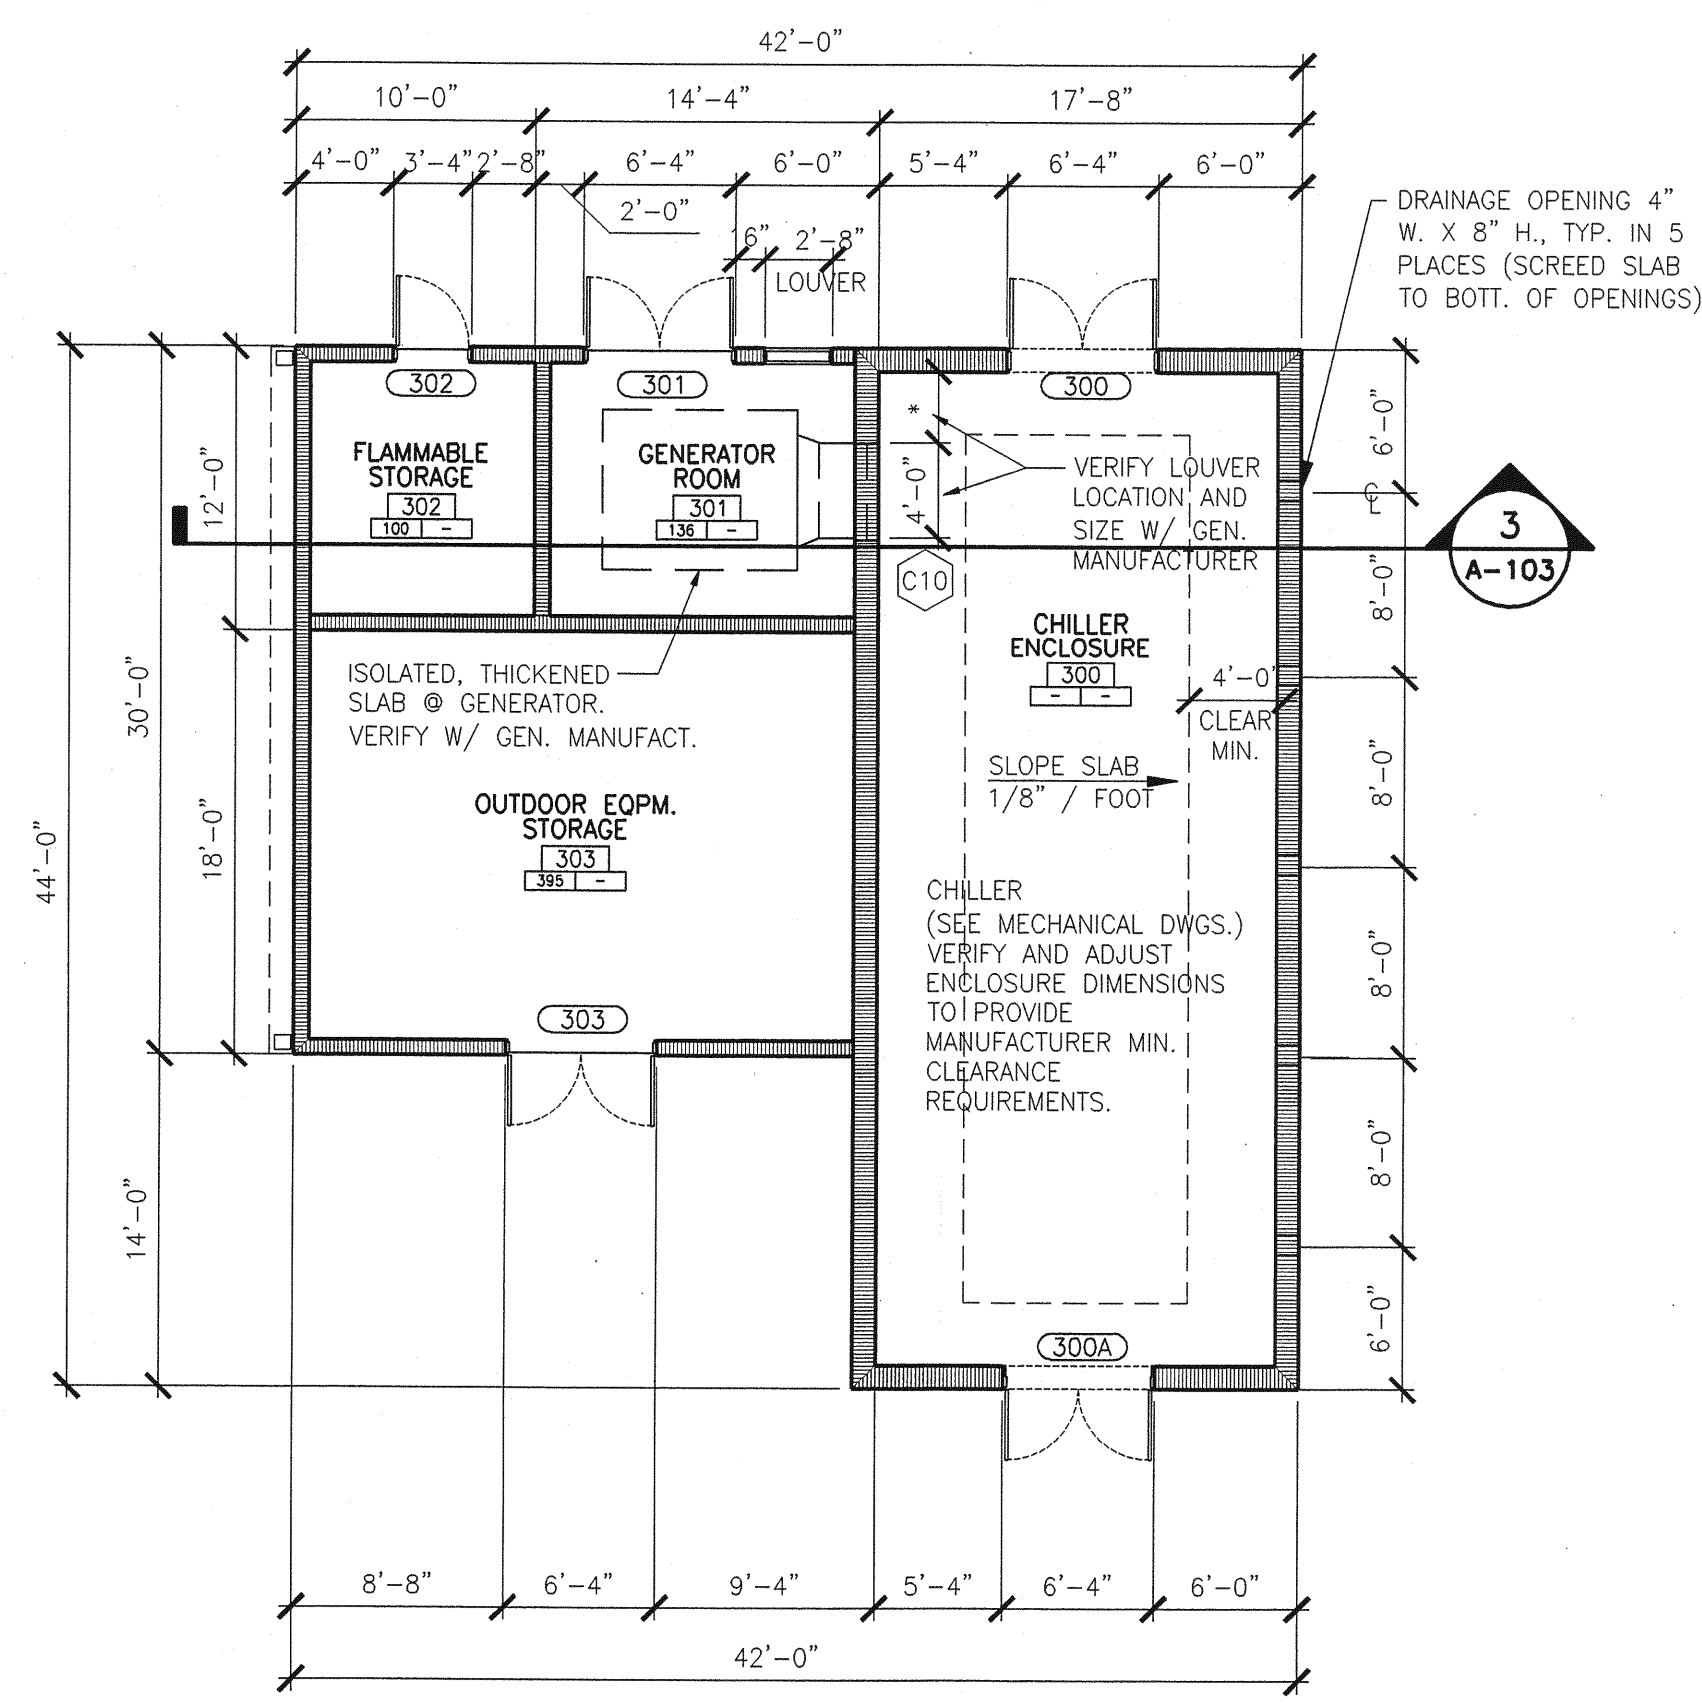 42'-0"
10'-0" 14'-4" 17'-8"
4'-0" 3'-4" 2'-8" 6'-4" 6'-0" 5'-4" 6'-4" 6'-0"
2'-0"
6" 2'-8"
LOUVER
DRAINAGE OPENING 4"
W. X 8" H., TYP. IN 5
PLACES (SCREED SLAB
TO BOTT. OF OPENINGS)
302
301
300
FLAMMABLE
STORAGE
302
100 -
GENERATOR
ROOM
301
136 -
*
4'-0"
VERIFY LOUVER
LOCATION AND
SIZE W/ GEN.
MANUFACTURER
C10
12'-0"
6'-0"
℄
3
A-103
8'-0"
CHILLER
ENCLOSURE
300
- -
4'-0'
CLEAR
MIN.
ISOLATED, THICKENED
SLAB @ GENERATOR.
VERIFY W/ GEN. MANUFACT.
30'-0"
SLOPE SLAB
1/8" / FOOT
8'-0"
OUTDOOR EQPM.
STORAGE
303
395 -
44'-0"
18'-0"
CHILLER
(SEE MECHANICAL DWGS.)
VERIFY AND ADJUST
ENCLOSURE DIMENSIONS
TO PROVIDE
MANUFACTURER MIN.
CLEARANCE
REQUIREMENTS.
8'-0"
303
8'-0"
14'-0"
6'-0"
300A
8'-8" 6'-4" 9'-4" 5'-4" 6'-4" 6'-0"
42'-0"